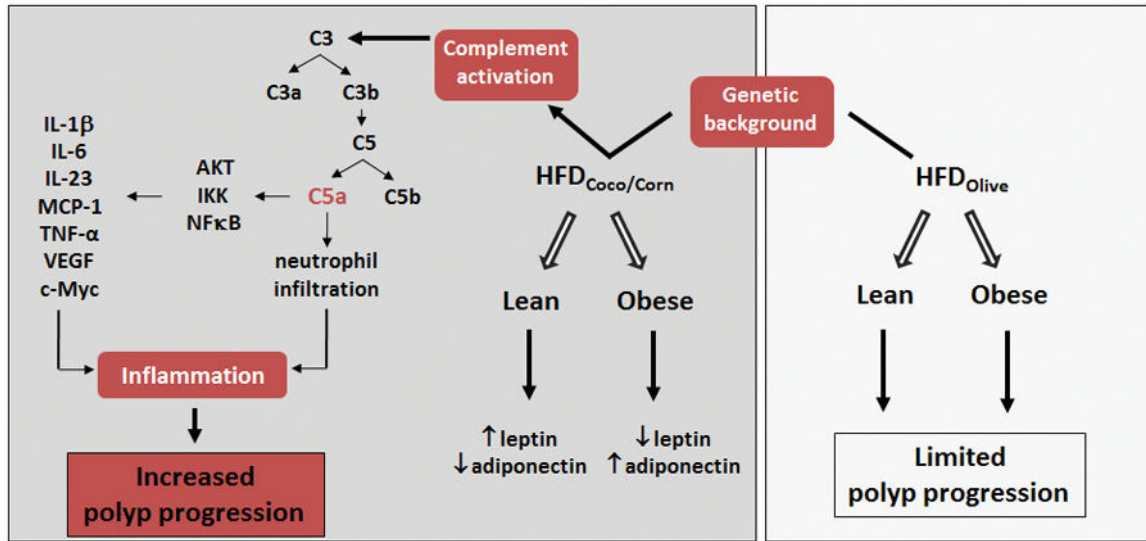 C3
Complement
activation
C3a
C3b
Genetic
background
IL-1β
IL-6
IL-23
MCP-1
TNF-α
VEGF
c-Myc
AKT
IKK
NFκB
C5
C5a
C5b
neutrophil
infiltration
Inflammation
Increased
polyp progression
HFDCoco/Corn
Lean
Obese
↑leptin
↓adiponectin
↓leptin
↑adiponectin
HFDOlive
Lean
Obese
Limited
polyp progression